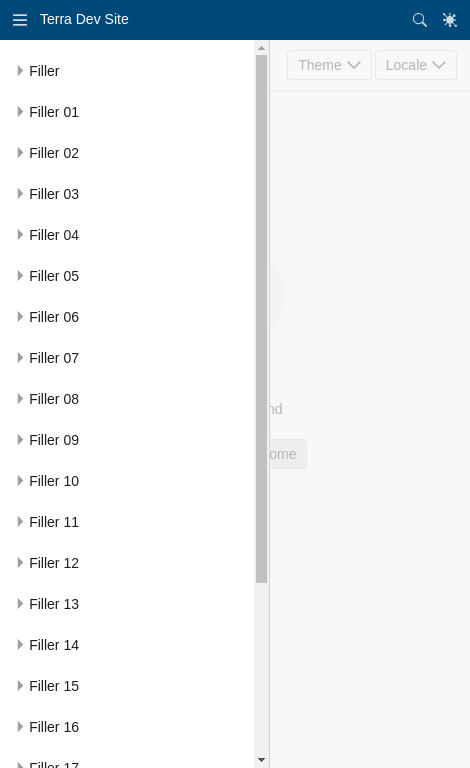 Terra Dev Site
Theme
Locale
Filler
Filler 01
Filler 02
Filler 03
Filler 04
Filler 05
Filler 06
Filler 07
Filler 08
Filler 09
Filler 10
Filler 11
Filler 12
Filler 13
Filler 14
Filler 15
Filler 16
Filler 17